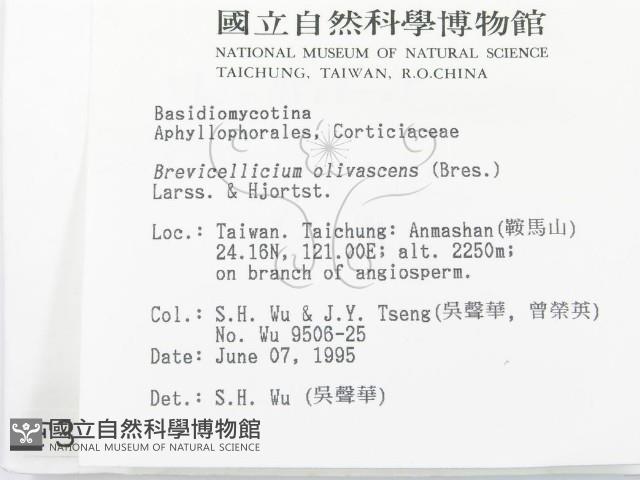 國立自然科學博物館
NATIONAL MUSEUM OF NATURAL SCIENCE
TAICHUNG, TAIWAN, R.O.CHINA
Basidiomycotina
Aphyllophorales, Corticiaceae
Brevicellicium olivascens (Bres.)
Larss. & Hjortst.
Loc.: Taiwan. Taichung: Anmashan(鞍馬山)
24.16N, 121.00E; alt. 2250m;
on branch of angiosperm.
Col.: S.H. Wu & J.Y. Tseng(吳聲華, 曾榮英)
No. Wu 9506-25
Date: June 07, 1995
Det.: S.H. Wu (吳聲華)
國立自然科學博物館
NATIONAL MUSEUM OF NATURAL SCIENCE